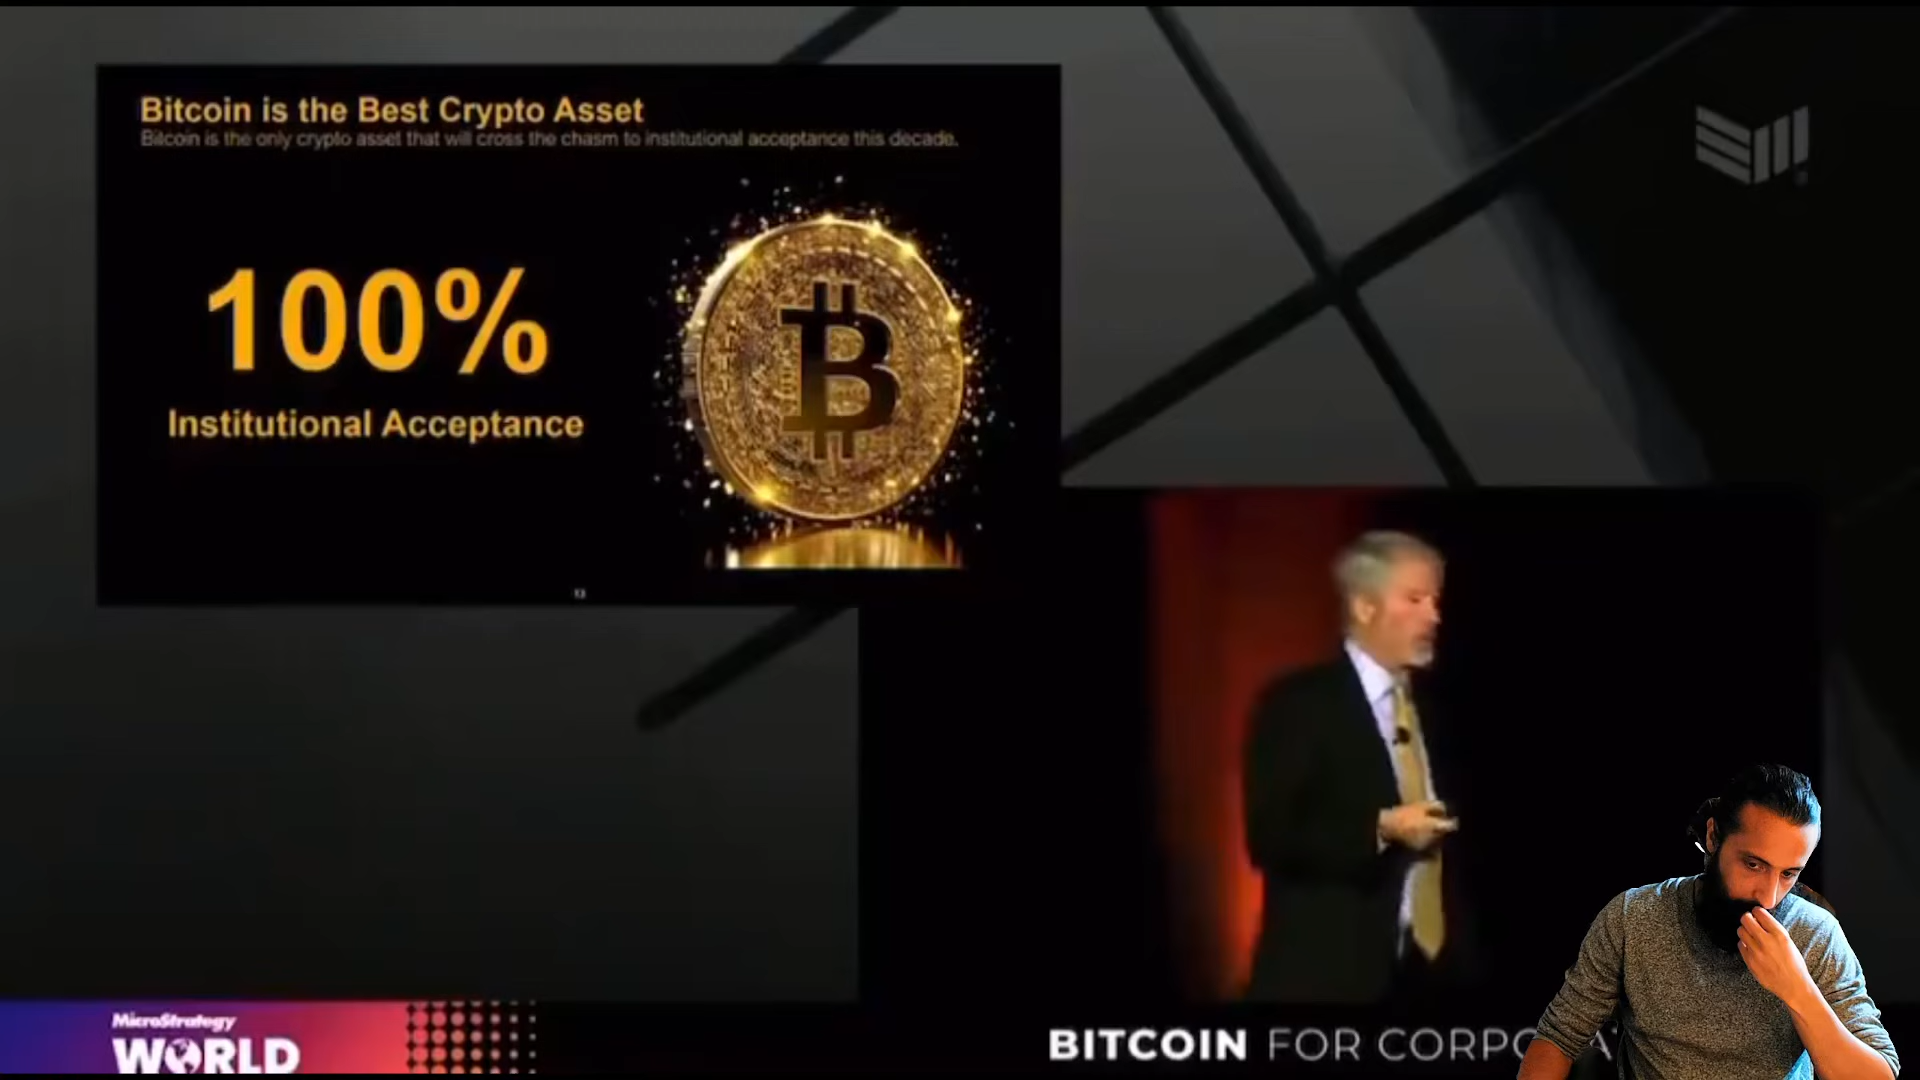 Bitcoin is the Best Crypto Asset
Bitcoin is the only crypto asset that will cross the chasm to institutional acceptance this decade.
100%
Institutional Acceptance
13
MicroStrategy
WORLD
BITCOIN FOR CORPO